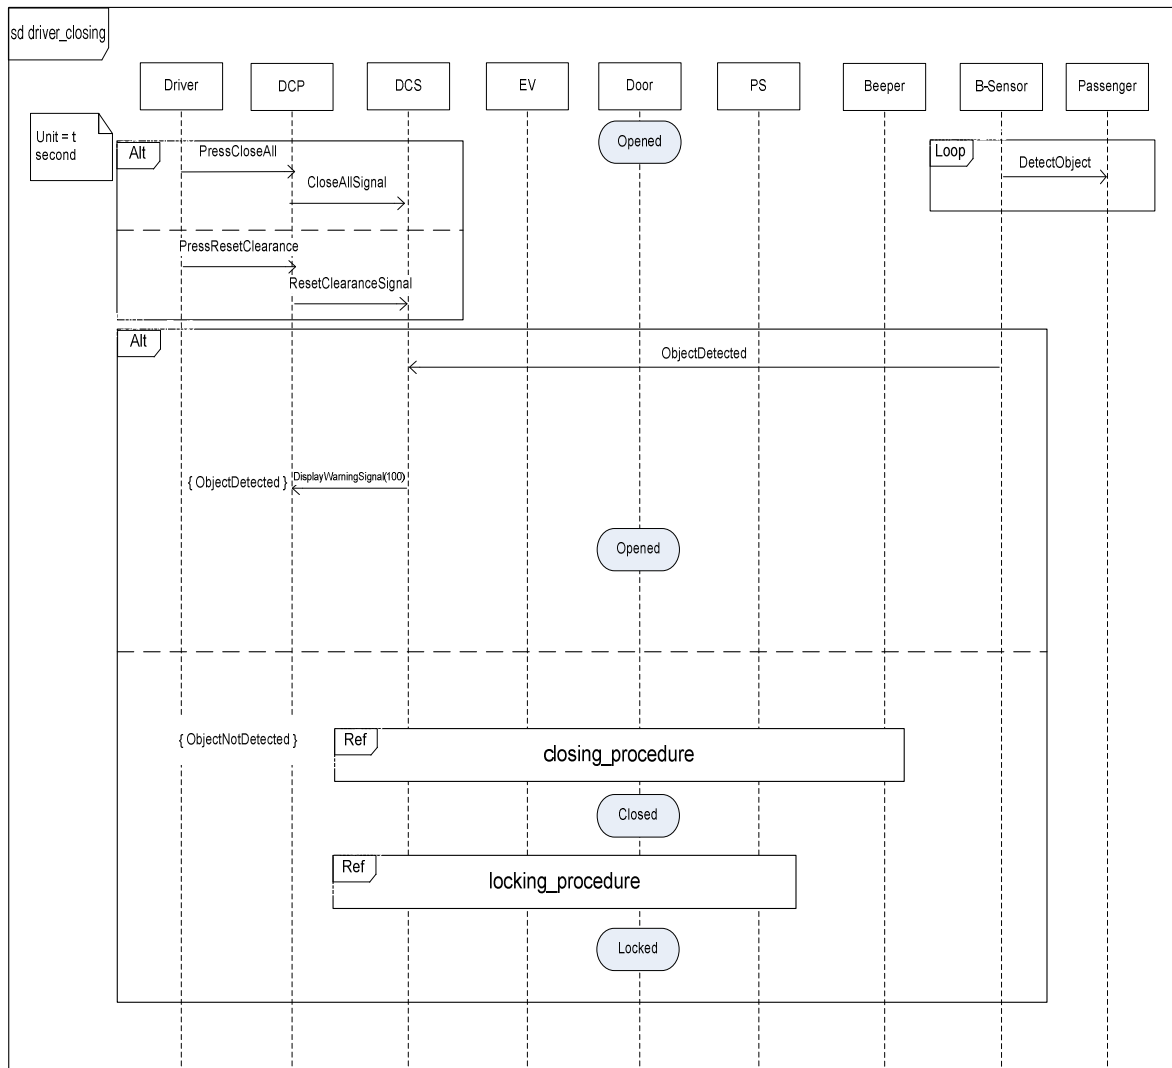 sd driver_closing
Driver
DCP
DCS
EV
Door
PS
Beeper
B-Sensor
Passenger
Unit = t
second
Opened
Alt
PressCloseAll
CloseAllSignal
Loop
DetectObject
PressResetClearance
ResetClearanceSignal
Alt
ObjectDetected
{ ObjectDetected }
DisplayWarningSignal(100)
Opened
{ ObjectNotDetected }
Ref
closing_procedure
Closed
Ref
locking_procedure
Locked